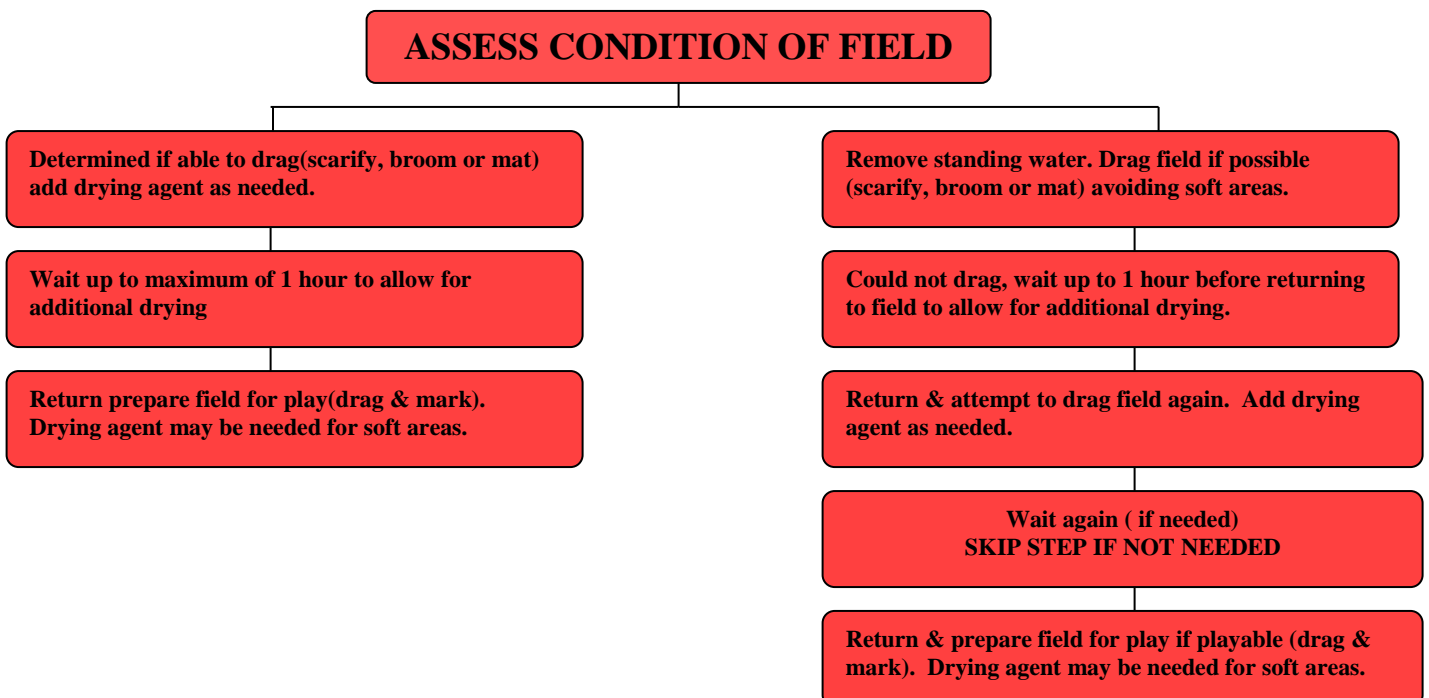 ASSESS CONDITION OF FIELD
Determined if able to drag(scarify, broom or mat)
add drying agent as needed.
Wait up to maximum of 1 hour to allow for
additional drying
Return prepare field for play(drag & mark).
Drying agent may be needed for soft areas.
Remove standing water. Drag field if possible
(scarify, broom or mat) avoiding soft areas.
Could not drag, wait up to 1 hour before returning
to field to allow for additional drying.
Return & attempt to drag field again.  Add drying
agent as needed.
Wait again ( if needed)
SKIP STEP IF NOT NEEDED
Return & prepare field for play if playable (drag &
mark).  Drying agent may be needed for soft areas.